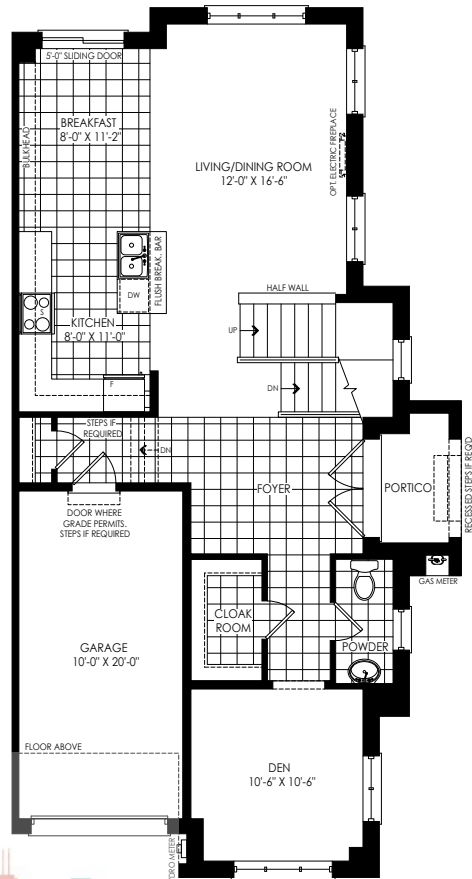 5'-0" SLIDING DOOR
BREAKFAST
8'-0" X 11'-2"
BULKHEAD
LIVING/DINING ROOM
12'-0" X 16'-6"
OPT. ELECTRIC FIREPLACE
FLUSH BREAK. BAR
DW
S
KITCHEN
8'-0" X 11'-0"
F
HALF WALL
UP
DN
STEPS IF
REQUIRED
DN
FOYER
PORTICO
RECESSED STEPS IF REQ'D
DOOR WHERE
GRADE PERMITS.
STEPS IF REQUIRED
GAS METER
CLOAK
ROOM
POWDER
GARAGE
10'-0" X 20'-0"
FLOOR ABOVE
DEN
10'-6" X 10'-6"
METER